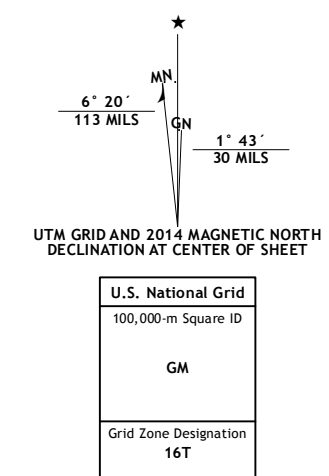 ★
MN.
6° 20´
113 MILS
GN
1° 43´
30 MILS
UTM GRID AND 2014 MAGNETIC NORTH
DECLINATION AT CENTER OF SHEET
U.S. National Grid
100,000-m Square ID
GM
Grid Zone Designation
16T